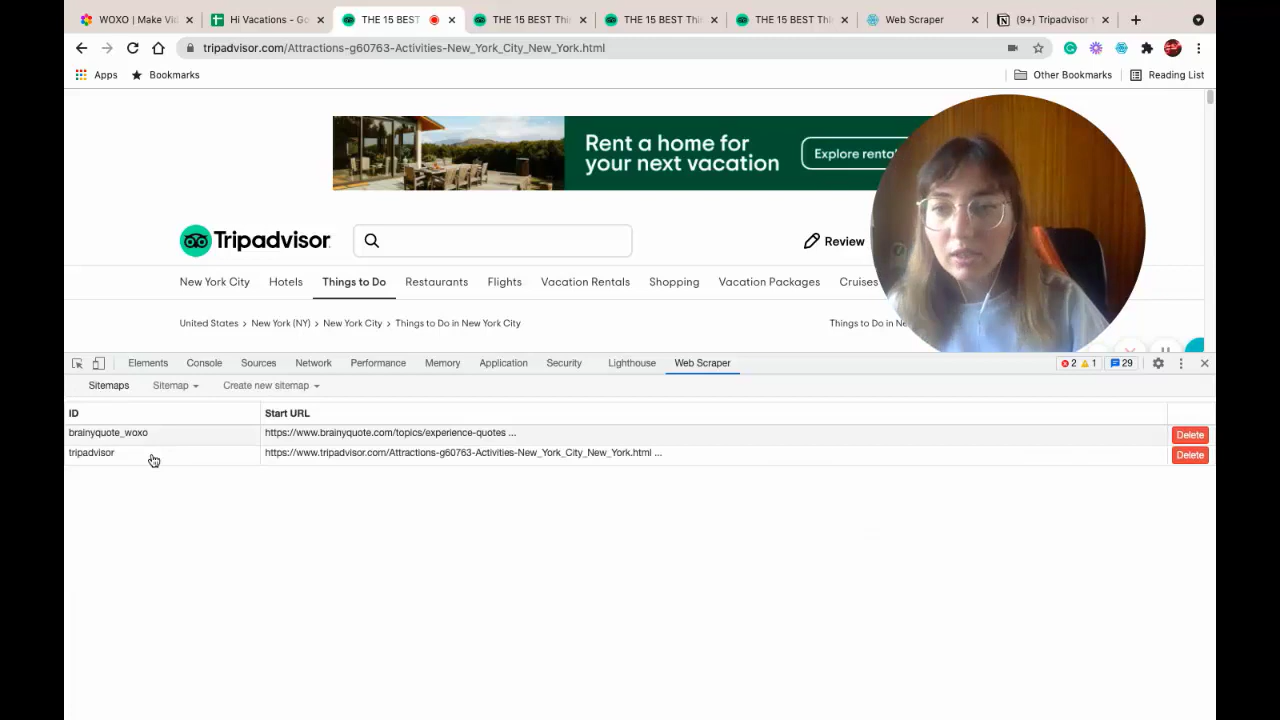 WOXO | Make Vid
Hi Vacations - Go
THE 15 BEST
THE 15 BEST Thi
THE 15 BEST Thi
THE 15 BEST Thi
Web Scraper
(9+) Tripadvisor
tripadvisor.com/Attractions-g60763-Activities-New_York_City_New_York.html
Apps
Bookmarks
Other Bookmarks
Reading List
Rent a home for
your next vacation
Explore renta
Tripadvisor
Review
New York City
Hotels
Things to Do
Restaurants
Flights
Vacation Rentals
Shopping
Vacation Packages
Cruises
United States > New York (NY) > New York City > Things to Do in New York City
Things to Do in Ne
Elements
Console
Sources
Network
Performance
Memory
Application
Security
Lighthouse
Web Scraper
2
1
29
Sitemaps
Sitemap
Create new sitemap
ID
Start URL
brainyquote_woxo
https://www.brainyquote.com/topics/experience-quotes ...
Delete
tripadvisor
https://www.tripadvisor.com/Attractions-g60763-Activities-New_York_City_New_York.html ...
Delete